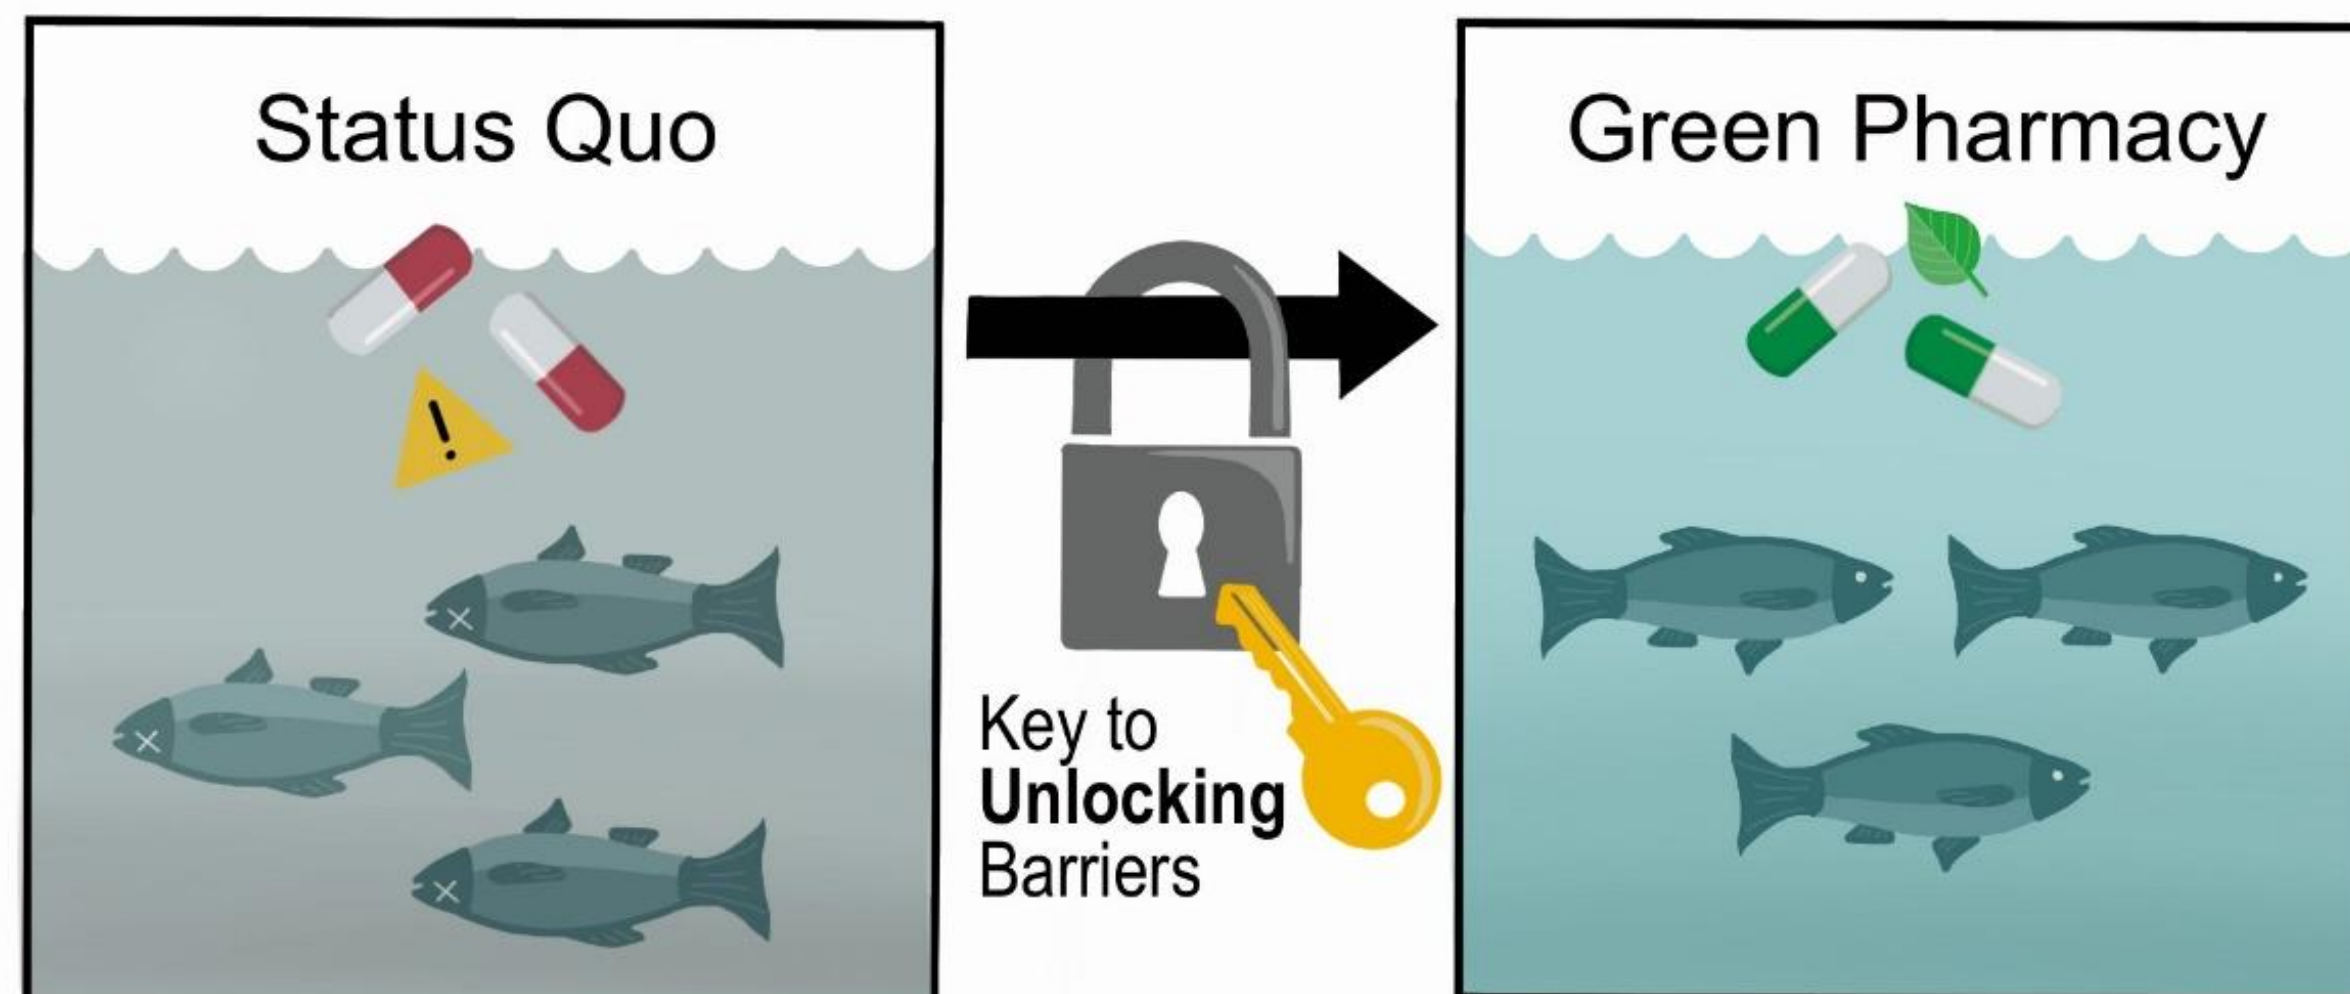 Status Quo
Green Pharmacy
!
Key to
Unlocking
Barriers